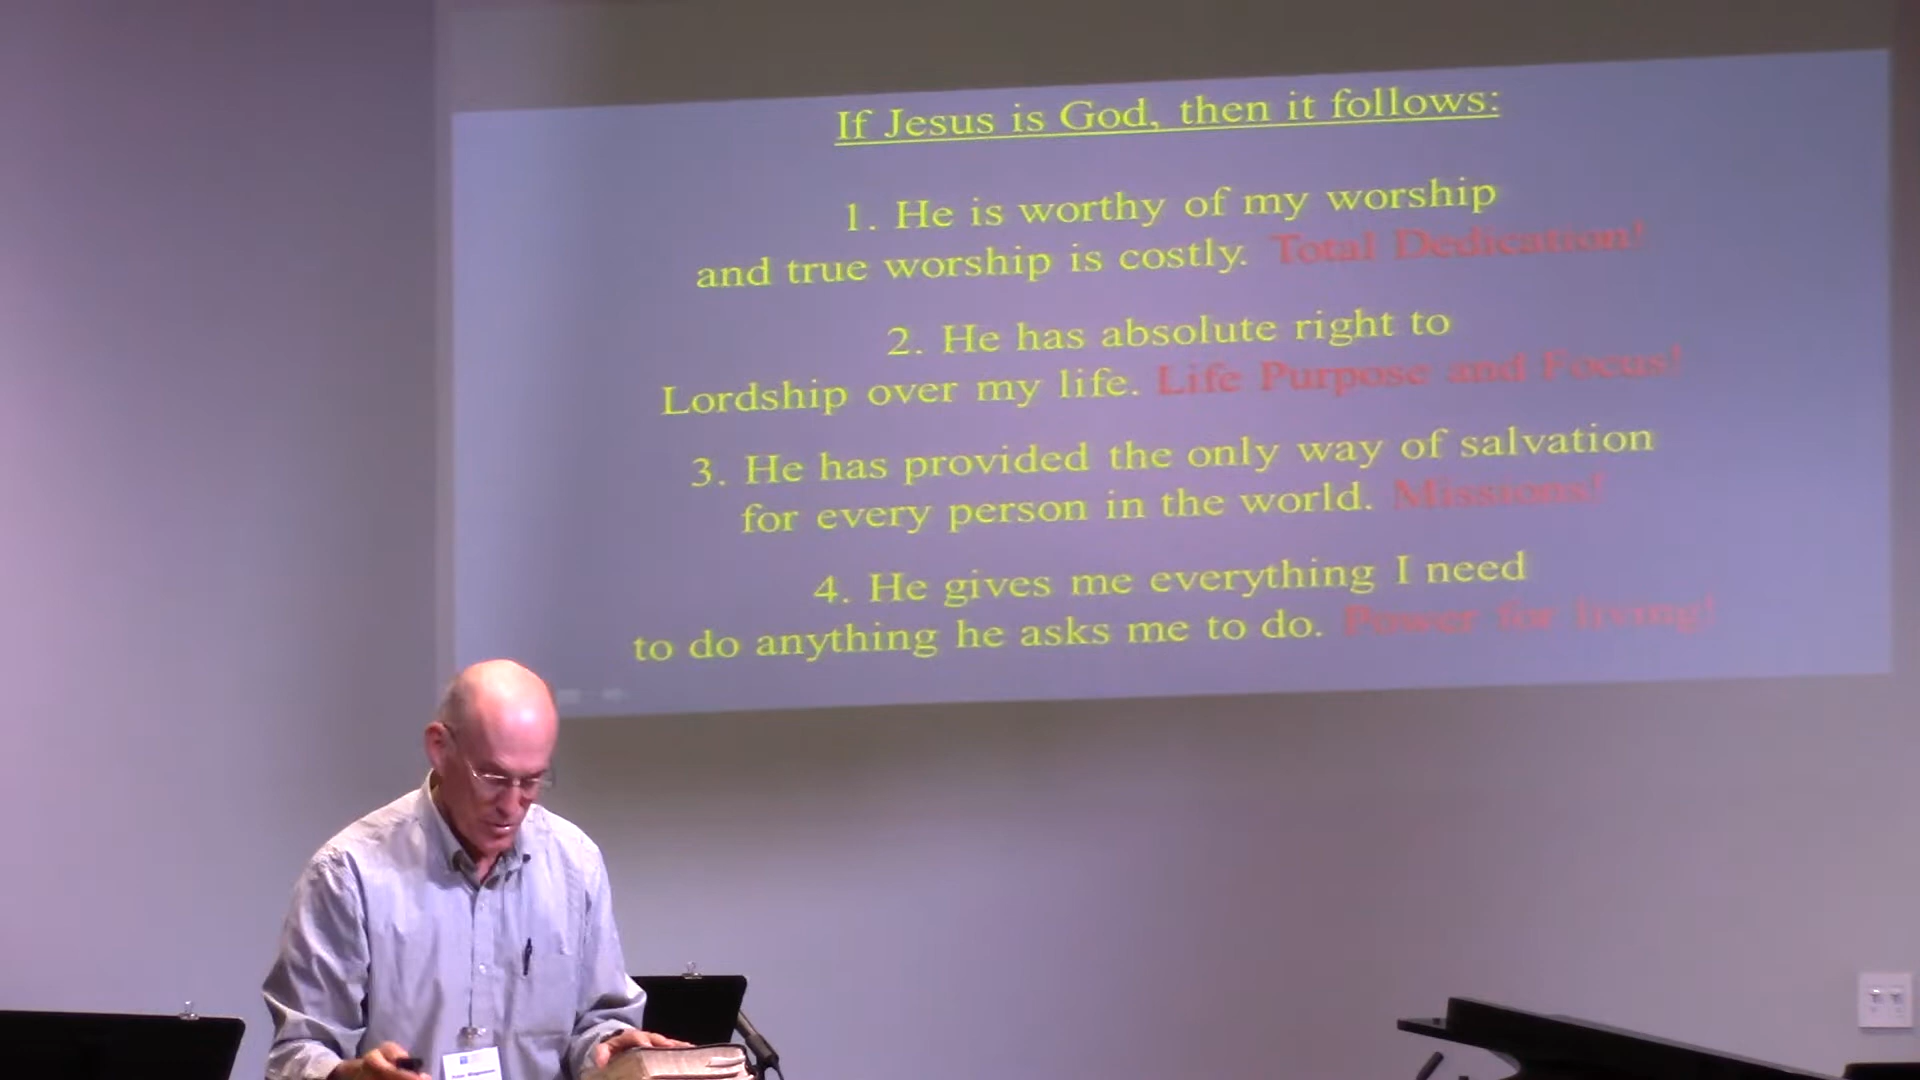 If Jesus is God, then it follows:
1. He is worthy of my worship
and true worship is costly. Total Dedication!
2. He has absolute right to
Lordship over my life. Life Purpose and Focus!
3. He has provided the only way of salvation
for every person in the world. Missions!
4. He gives me everything I need
to do anything he asks me to do. Power for living!